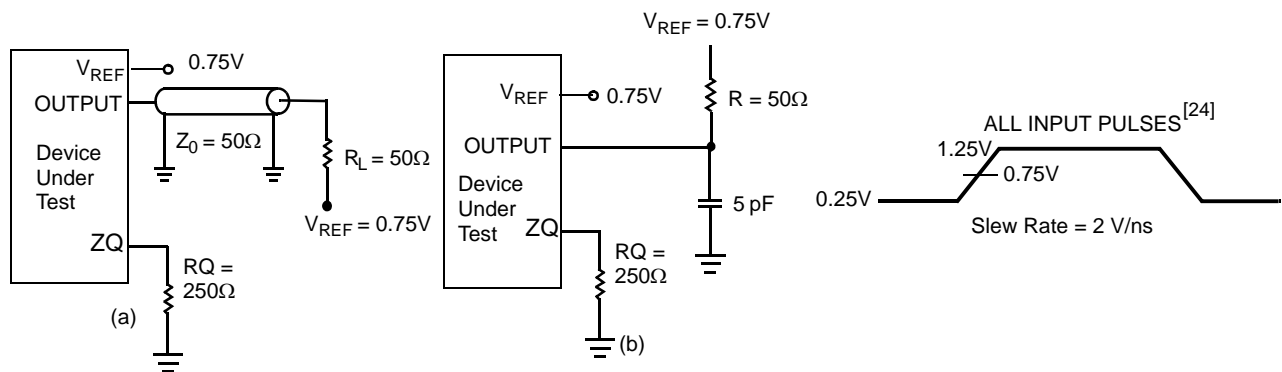 V_REF 0.75V
OUTPUT
Z_0 = 50Ω
Device
Under
Test
R_L = 50Ω
V_REF = 0.75V
ZQ
RQ =
250Ω
(a)
V_REF = 0.75V
V_REF 0.75V
R = 50Ω
OUTPUT
Device
Under
Test
5 pF
ZQ
RQ =
250Ω
(b)
ALL INPUT PULSES[24]
1.25V
0.75V
0.25V
Slew Rate = 2 V/ns